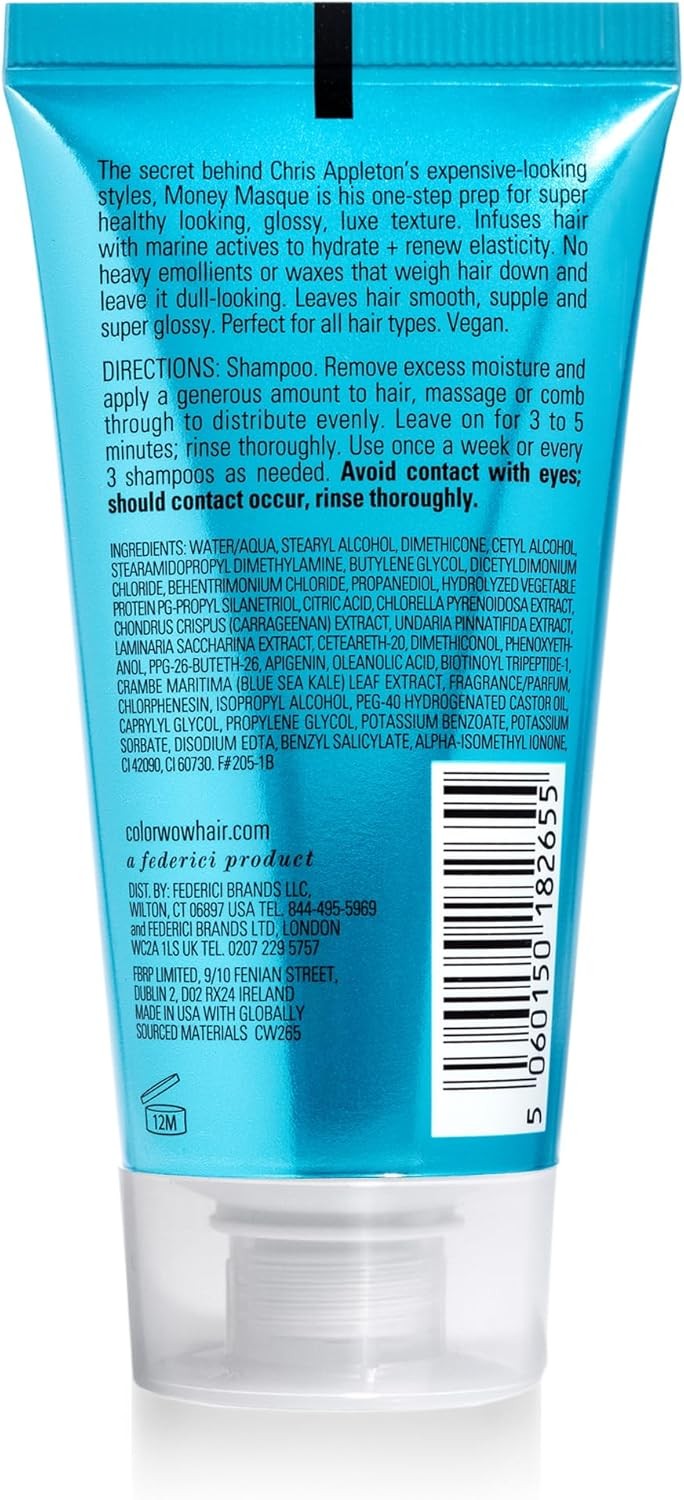 The secret behind Chris Appleton's expensive-looking
styles, Money Masque is his one-step prep for super
healthy looking, glossy, luxe texture. Infuses hair
with marine actives to hydrate + renew elasticity. No
heavy emollients or waxes that weigh hair down and
leave it dull-looking. Leaves hair smooth, supple and
super glossy. Perfect for all hair types. Vegan.
DIRECTIONS: Shampoo. Remove excess moisture and
apply a generous amount to hair, massage or comb
through to distribute evenly. Leave on for 3 to 5
minutes; rinse thoroughly. Use once a week or every
3 shampoos as needed. Avoid contact with eyes;
should contact occur, rinse thoroughly.
INGREDIENTS: WATER/AQUA, STEARYL ALCOHOL, DIMETHICONE, CETYL ALCOHOL,
STEARAMIDOPROPYL DIMETHYLAMINE, BUTYLENE GLYCOL, DICETYLDIMONIUM
CHLORIDE, BEHENTRIMONIUM CHLORIDE, PROPANEDIOL, HYDROLYZED VEGETABLE
PROTEIN PG-PROPYL SILANETRIOL, CITRIC ACID, CHLORELLA PYRENOIDOSA EXTRACT,
CHONDRUS CRISPUS (CARRAGEENAN) EXTRACT, UNDARIA PINNATIFIDA EXTRACT,
LAMINARIA SACCHARINA EXTRACT, CETEARETH-20, DIMETHICONOL, PHENOXYETH-
ANOL, PPG-26-BUTETH-26, APIGENIN, OLEANOLIC ACID, BIOTINOYL TRIPEPTIDE-1,
CRAMBE MARITIMA (BLUE SEA KALE) LEAF EXTRACT, FRAGRANCE/PARFUM,
CHLORPHENESIN, ISOPROPYL ALCOHOL, PEG-40 HYDROGENATED CASTOR OIL,
CAPRYLYL GLYCOL, PROPYLENE GLYCOL, POTASSIUM BENZOATE, POTASSIUM
SORBATE, DISODIUM EDTA, BENZYL SALICYLATE, ALPHA-ISOMETHYL IONONE,
CI 42090, CI 60730. F#205-1B
colorwowhair.com
a federici product
DIST. BY: FEDERICI BRANDS LLC,
WILTON, CT 06897 USA TEL. 844-495-5969
and FEDERICI BRANDS LTD, LONDON
WC2A 1LS UK TEL. 0207 229 5757
FBRP LIMITED, 9/10 FENIAN STREET,
DUBLIN 2, D02 RX24 IRELAND
MADE IN USA WITH GLOBALLY
SOURCED MATERIALS CW265
12M
5 060150 182655